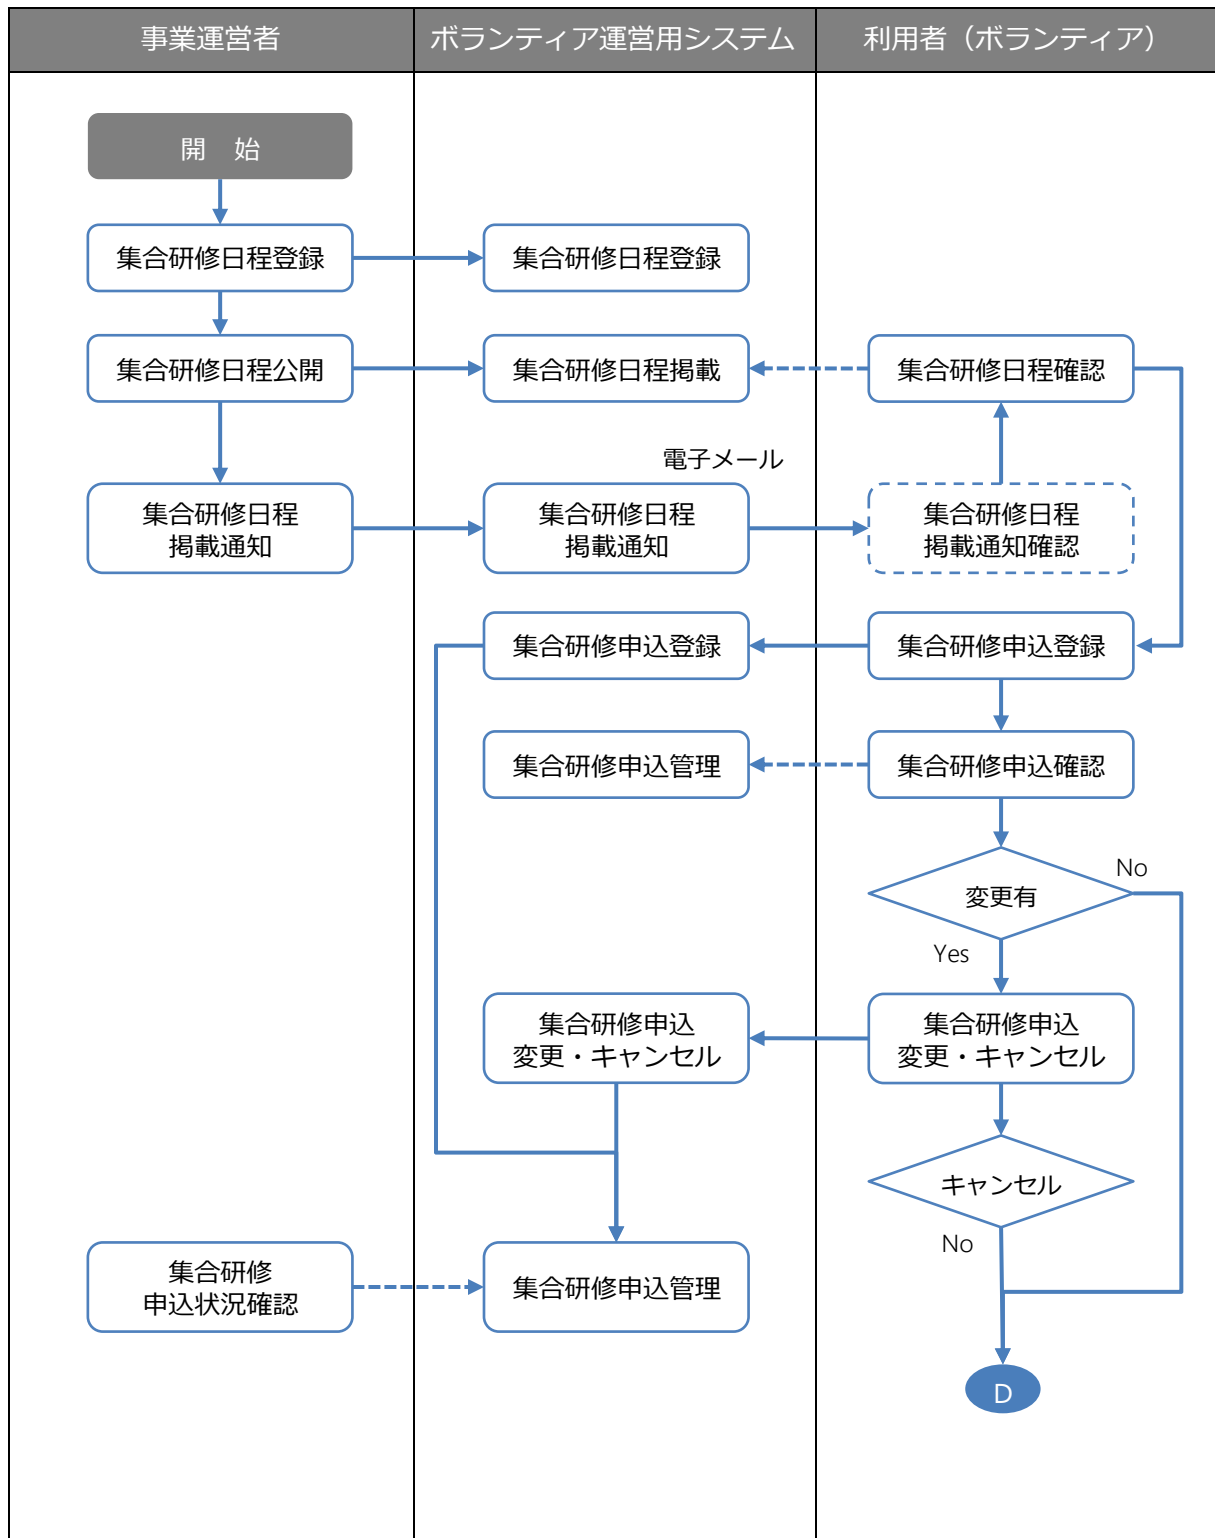 事業運営者
ボランティア運営用システム
利用者（ボランティア）
開　始
集合研修日程登録
集合研修日程登録
集合研修日程公開
集合研修日程掲載
集合研修日程確認
電子メール
集合研修日程
掲載通知
集合研修日程
掲載通知
集合研修日程
掲載通知確認
集合研修申込登録
集合研修申込登録
集合研修申込管理
集合研修申込確認
変更有
No
Yes
集合研修申込
変更・キャンセル
集合研修申込
変更・キャンセル
キャンセル
No
集合研修
申込状況確認
集合研修申込管理
D